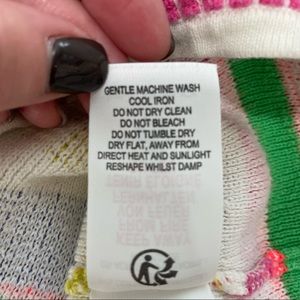 GENTLE MACHINE WASH
COOL IRON
DO NOT DRY CLEAN
DO NOT BLEACH
DO NOT TUMBLE DRY
DRY FLAT, AWAY FROM
DIRECT HEAT AND SUNLIGHT
RESHAPE WHILST DAMP